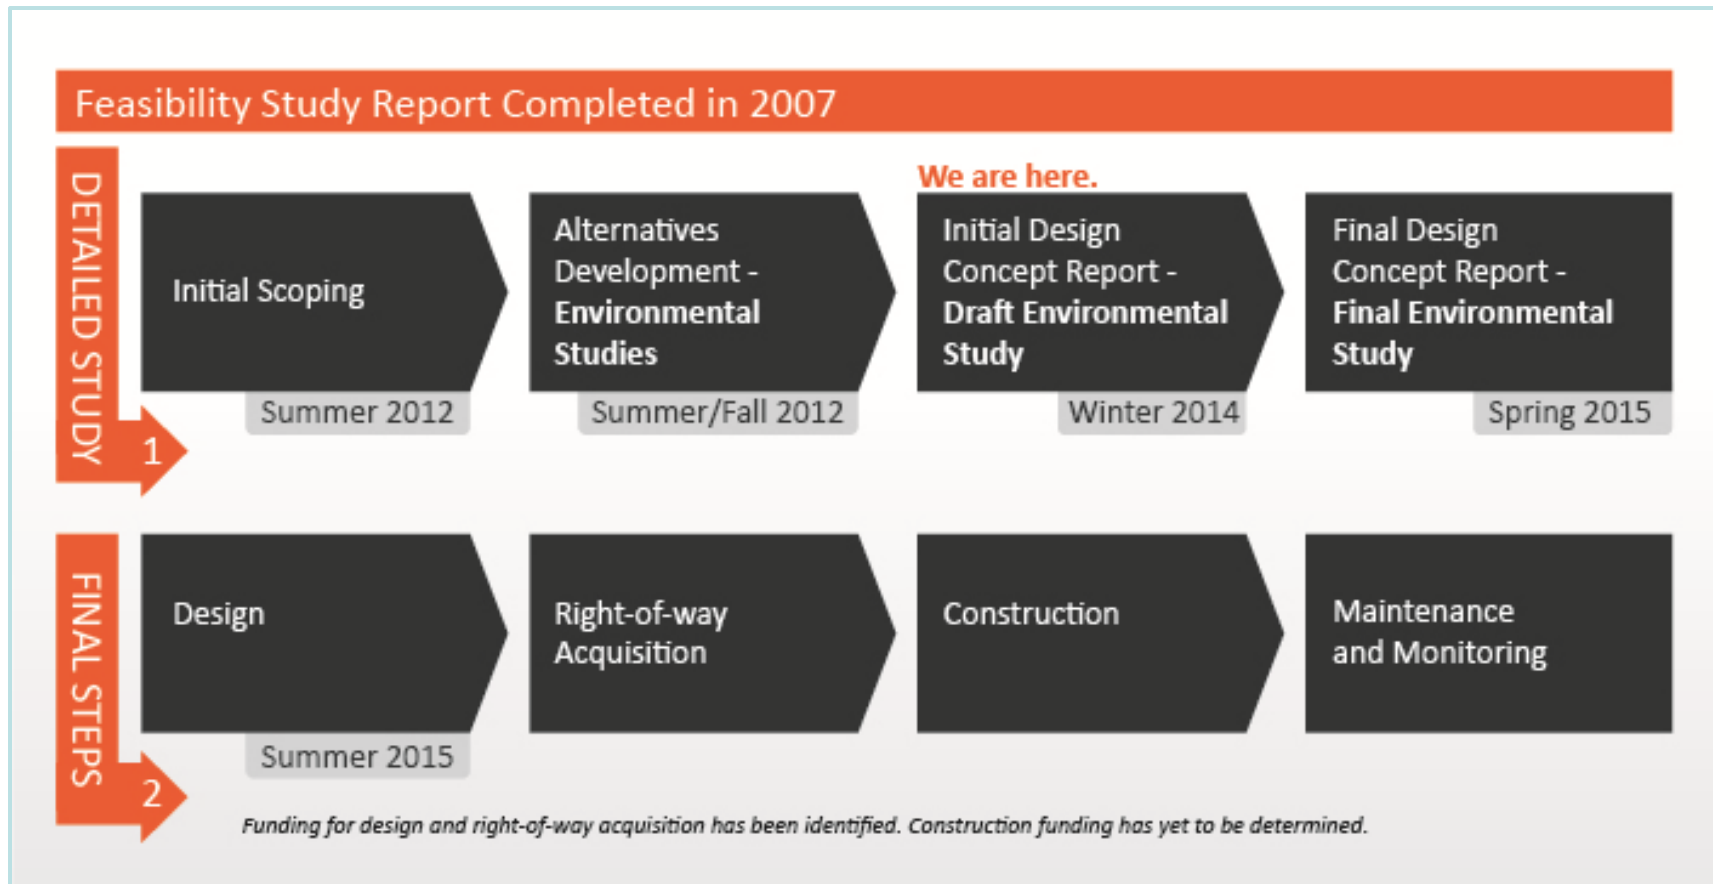 Feasibility Study Report Completed in 2007
DETAILED STUDY
1
We are here.
Initial Scoping
Summer 2012
Alternatives
Development -
Environmental
Studies
Summer/Fall 2012
Initial Design
Concept Report -
Draft Environmental
Study
Winter 2014
Final Design
Concept Report -
Final Environmental
Study
Spring 2015
FINAL STEPS
2
Design
Summer 2015
Right-of-way
Acquisition
Construction
Maintenance
and Monitoring
Funding for design and right-of-way acquisition has been identified. Construction funding has yet to be determined.